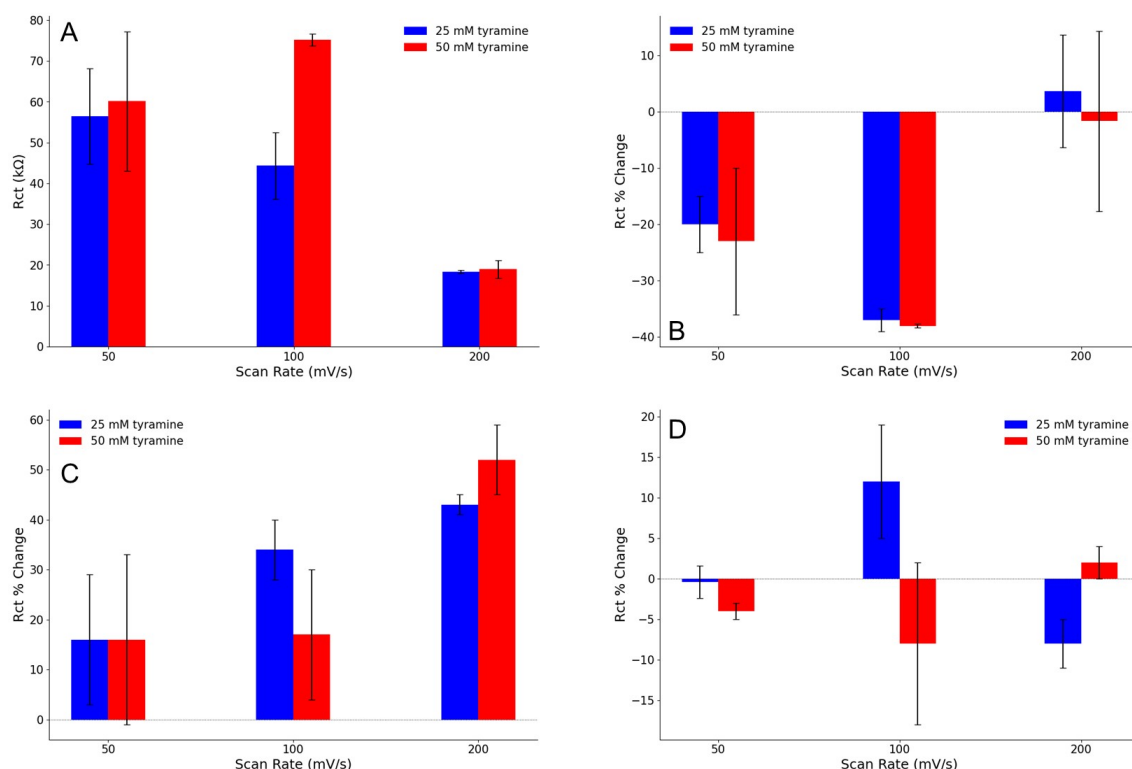 A
25 mM tyramine
50 mM tyramine
80
70
60
50
40
30
20
10
0
Rct (kΩ)
50
100
200
Scan Rate (mV/s)
25 mM tyramine
50 mM tyramine
10
0
−10
−20
−30
−40
Rct % Change
B
50
100
200
Scan Rate (mV/s)
25 mM tyramine
50 mM tyramine
C
60
50
40
30
20
10
0
Rct % Change
50
100
200
Scan Rate (mV/s)
D
25 mM tyramine
50 mM tyramine
20
15
10
5
0
−5
−10
−15
Rct % Change
50
100
200
Scan Rate (mV/s)